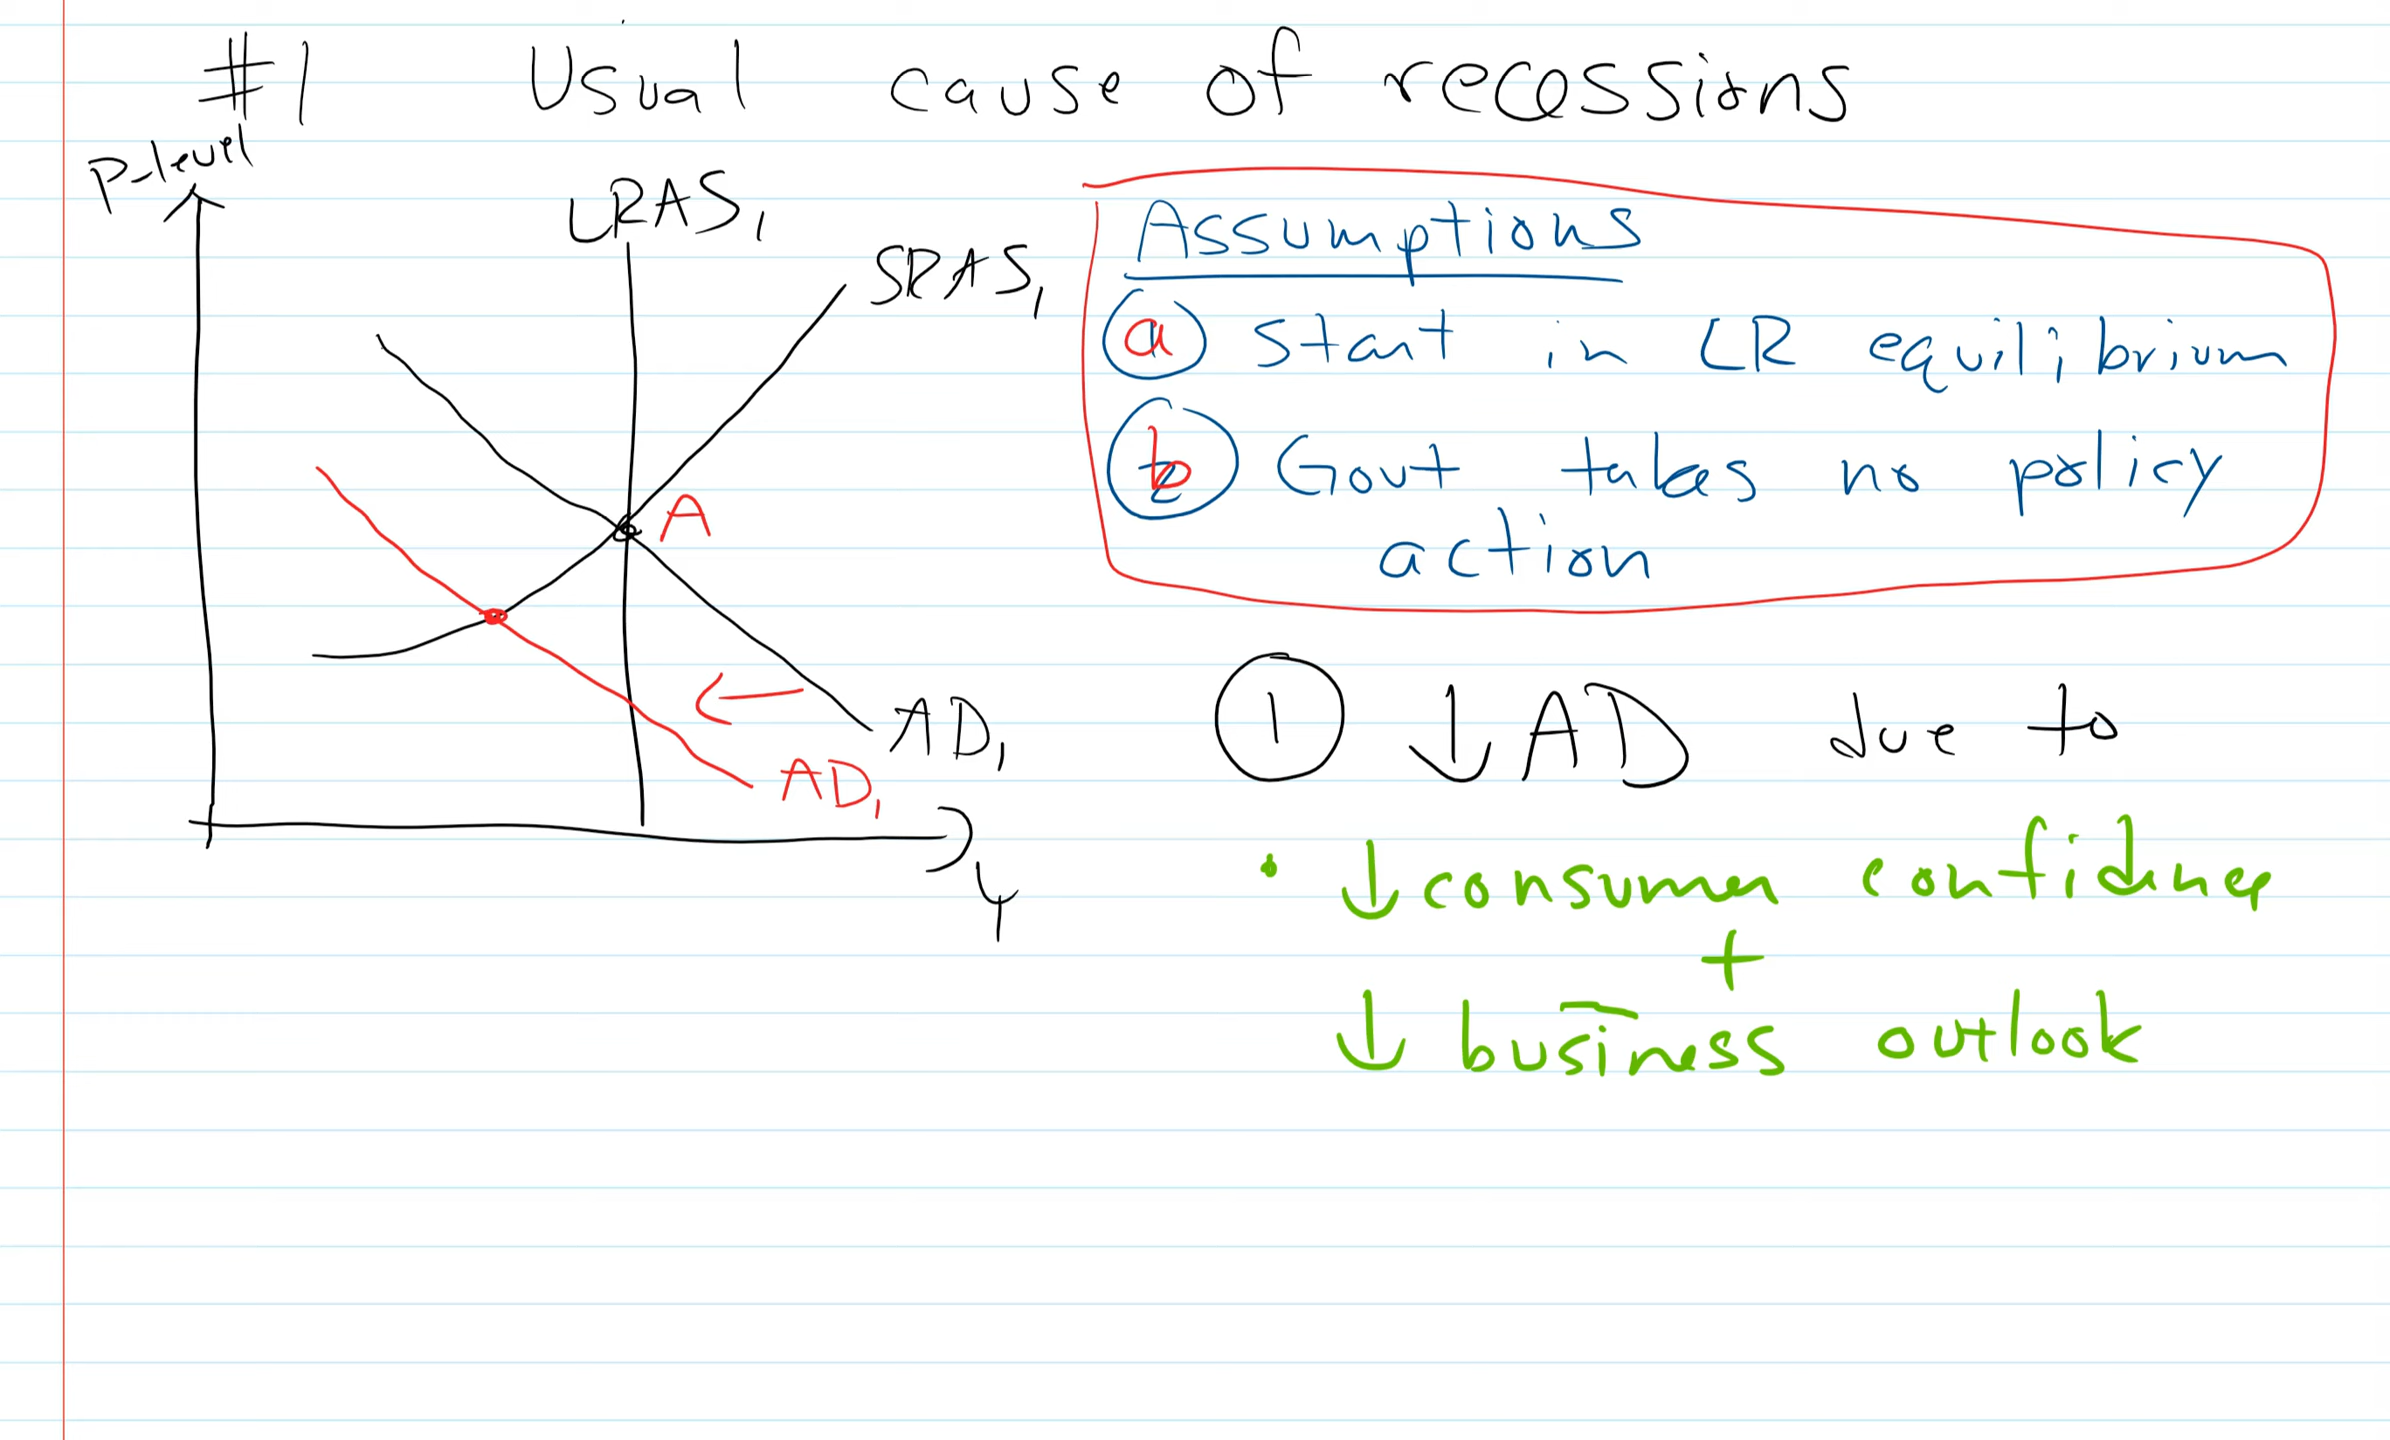 #1 Usual cause of recessions
P-level
LRAS1
SRAS1
A
AD1
AD1
Y
Assumptions
a Start in LR equilibrium
b Govt takes no policy
action
1 ↓AD due to
• ↓consumer confidence
+
↓ business outlook